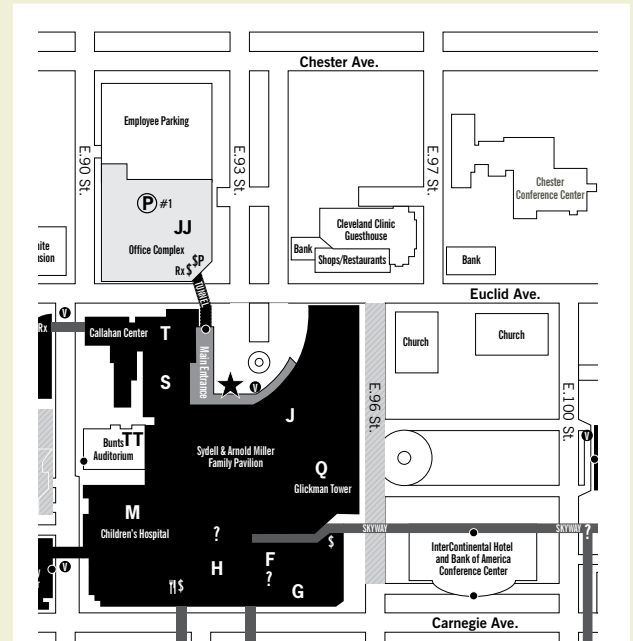 Chester Ave.
Employee Parking
E.90 St.
E.93 St.
E.97 St.
Chester
Conference Center
P #1
JJ
Office Complex
$P
Rx $
TUNNEL
Cleveland Clinic
Guesthouse
Bank
Shops/Restaurants
Bank
Euclid Ave.
V
Rx
Callahan Center
T
Main Entrance
S
V
J
Church
Church
E.96 St.
E.100 St.
V
Bunts
Auditorium
TT
Sydell & Arnold Miller
Family Pavilion
Q
Glickman Tower
M
Children's Hospital
?
SKYWAY
SKYWAY ?
$
InterContinental Hotel
and Bank of America
Conference Center
V
H
F
?
G
$
Carnegie Ave.